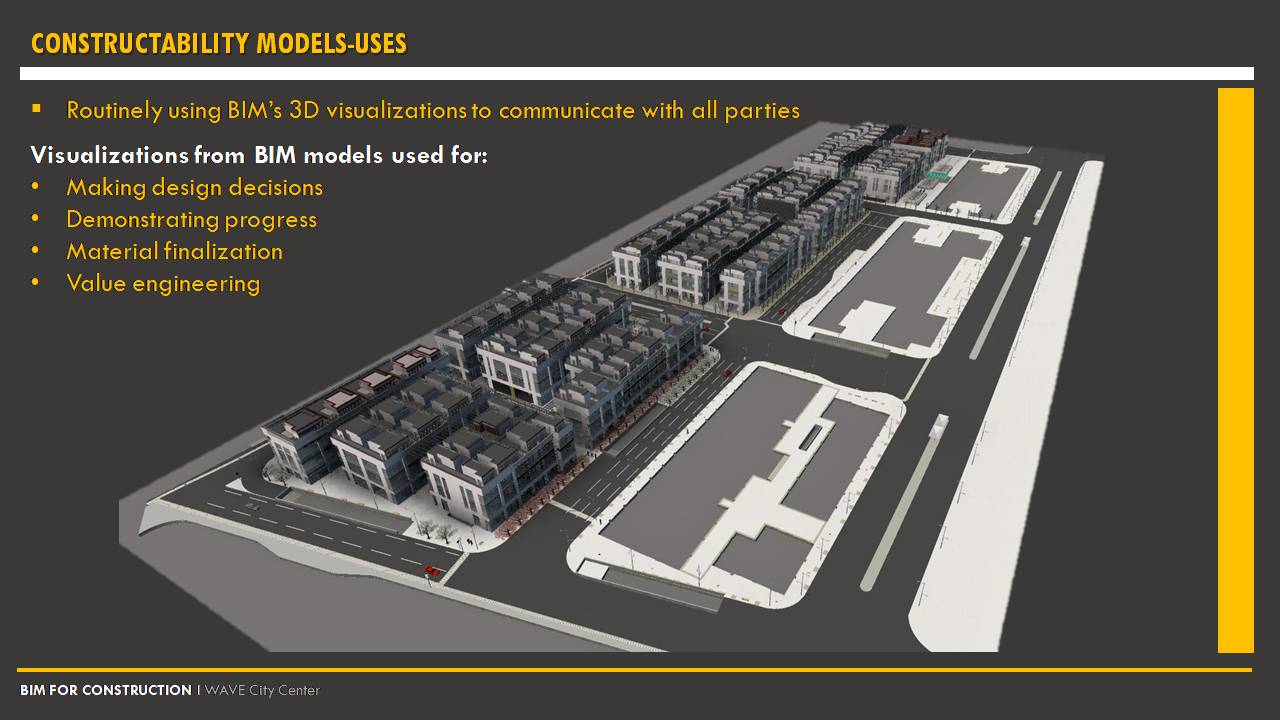 CONSTRUCTABILITY MODELS-USES
▪ Routinely using BIM’s 3D visualizations to communicate with all parties
Visualizations from BIM models used for:
• Making design decisions
• Demonstrating progress
• Material finalization
• Value engineering
BIM FOR CONSTRUCTION | WAVE City Center